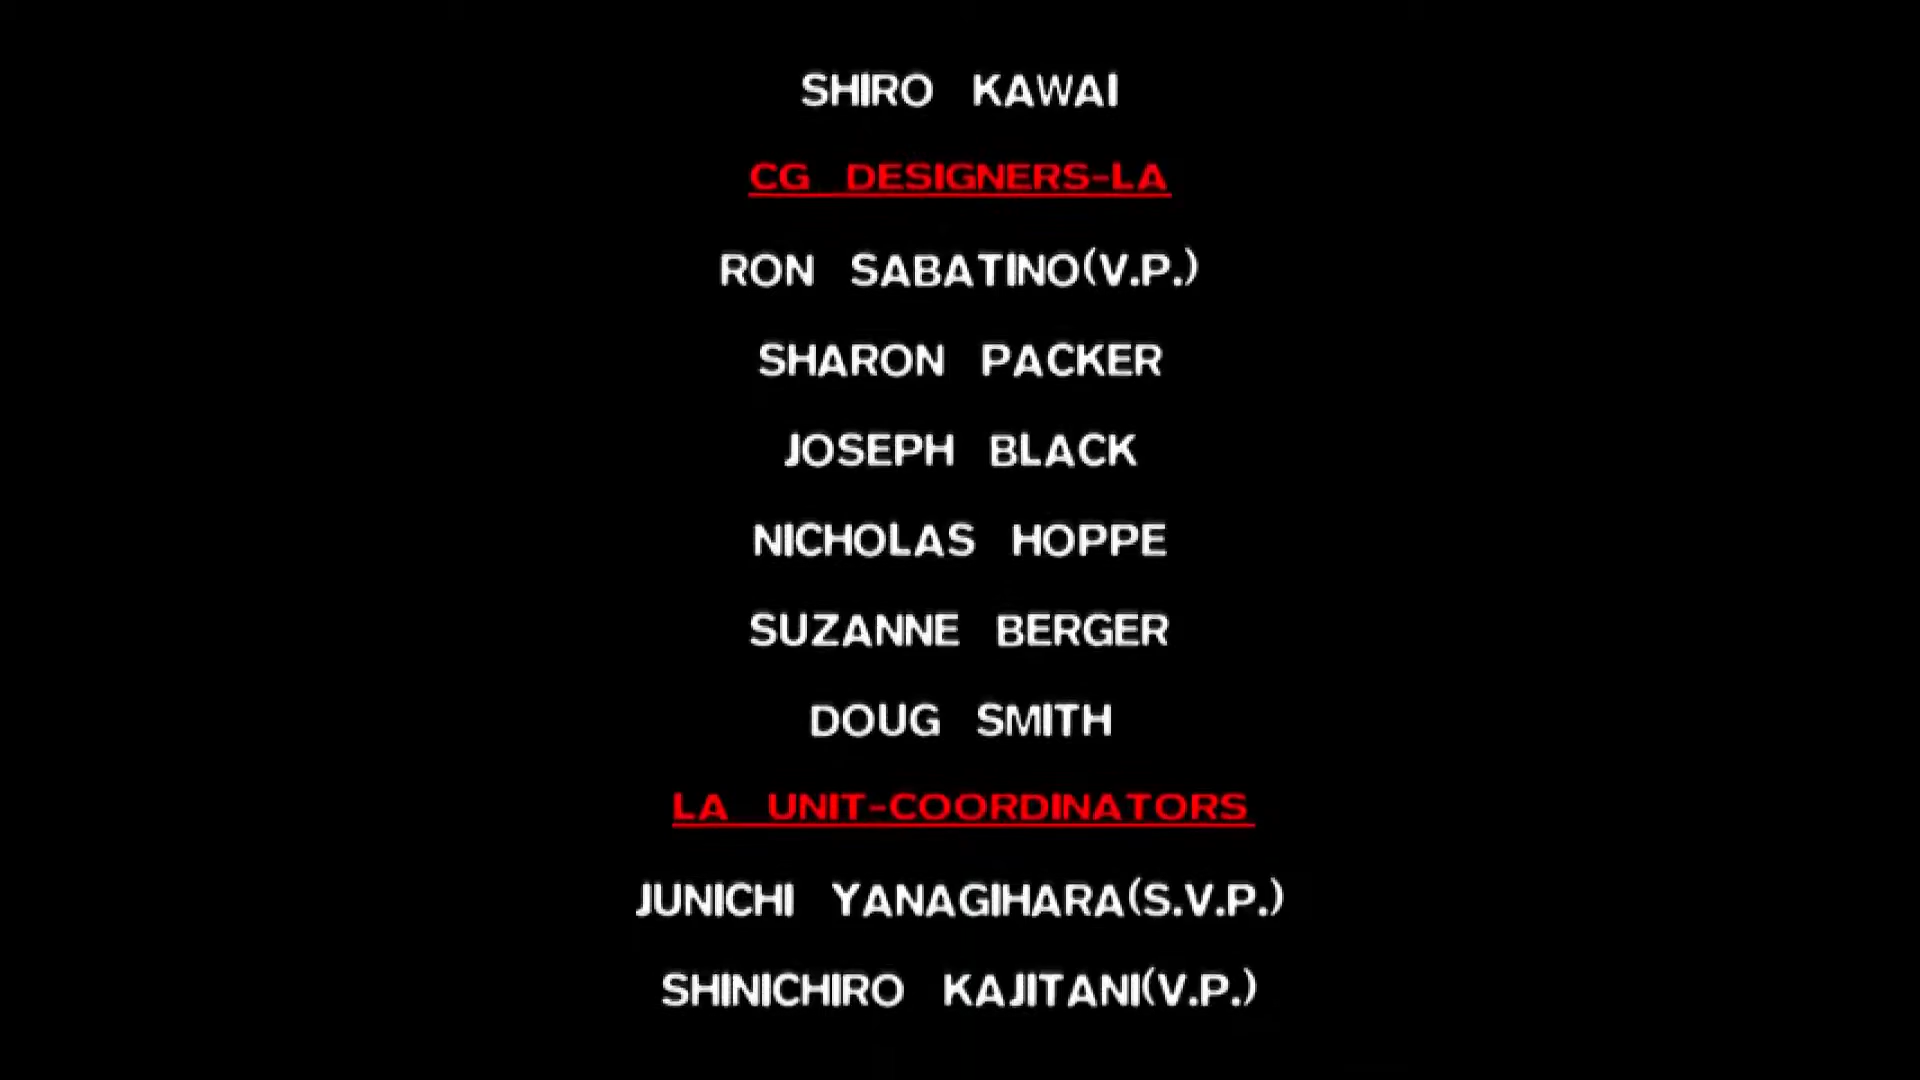 SHIRO KAWAI
CG DESIGNERS-LA
RON SABATINO(V.P.)
SHARON PACKER
JOSEPH BLACK
NICHOLAS HOPPE
SUZANNE BERGER
DOUG SMITH
LA UNIT-COORDINATORS
JUNICHI YANAGIHARA(S.V.P.)
SHINICHIRO KAJITANI(V.P.)